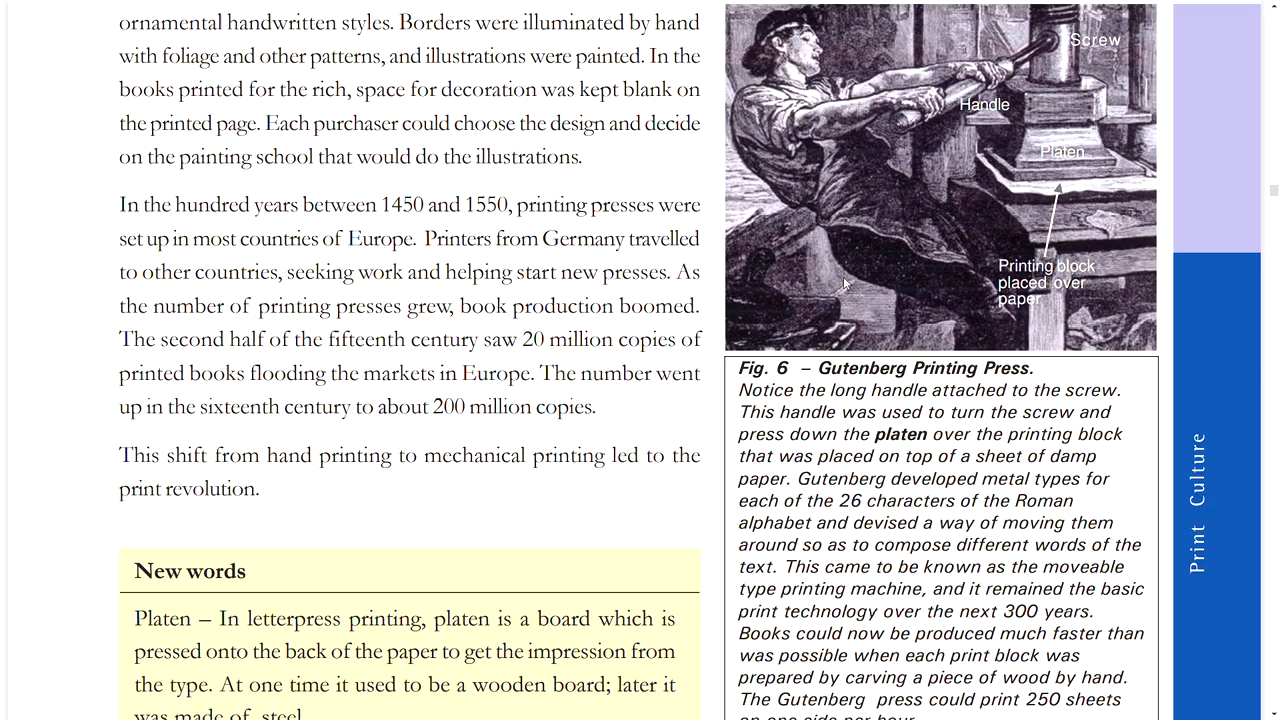 ornamental handwritten styles. Borders were illuminated by hand
with foliage and other patterns, and illustrations were painted. In the
books printed for the rich, space for decoration was kept blank on
the printed page. Each purchaser could choose the design and decide
on the painting school that would do the illustrations.
In the hundred years between 1450 and 1550, printing presses were
set up in most countries of Europe. Printers from Germany travelled
to other countries, seeking work and helping start new presses. As
the number of printing presses grew, book production boomed.
The second half of the fifteenth century saw 20 million copies of
printed books flooding the markets in Europe. The number went
up in the sixteenth century to about 200 million copies.
This shift from hand printing to mechanical printing led to the
print revolution.
New words
Platen – In letterpress printing, platen is a board which is
pressed onto the back of the paper to get the impression from
the type. At one time it used to be a wooden board; later it
was made of steel
Screw
Handle
Platen
Printing block
placed over
paper
Fig. 6 – Gutenberg Printing Press.
Notice the long handle attached to the screw.
This handle was used to turn the screw and
press down the platen over the printing block
that was placed on top of a sheet of damp
paper. Gutenberg developed metal types for
each of the 26 characters of the Roman
alphabet and devised a way of moving them
around so as to compose different words of the
text. This came to be known as the moveable
type printing machine, and it remained the basic
print technology over the next 300 years.
Books could now be produced much faster than
was possible when each print block was
prepared by carving a piece of wood by hand.
The Gutenberg press could print 250 sheets
on one side per hour.
Print Culture